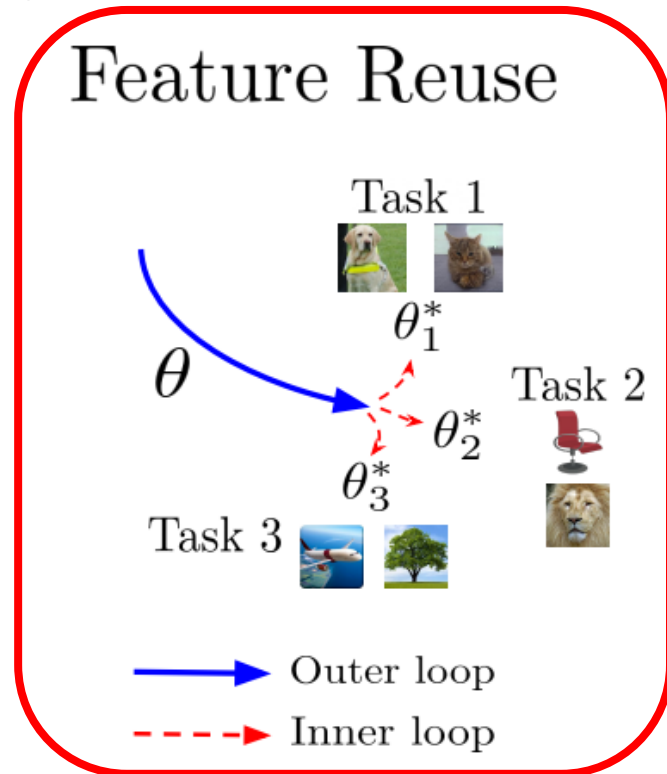 Feature Reuse
Task 1
θ₁*
θ
Task 2
θ₂*
θ₃*
Task 3
Outer loop
Inner loop